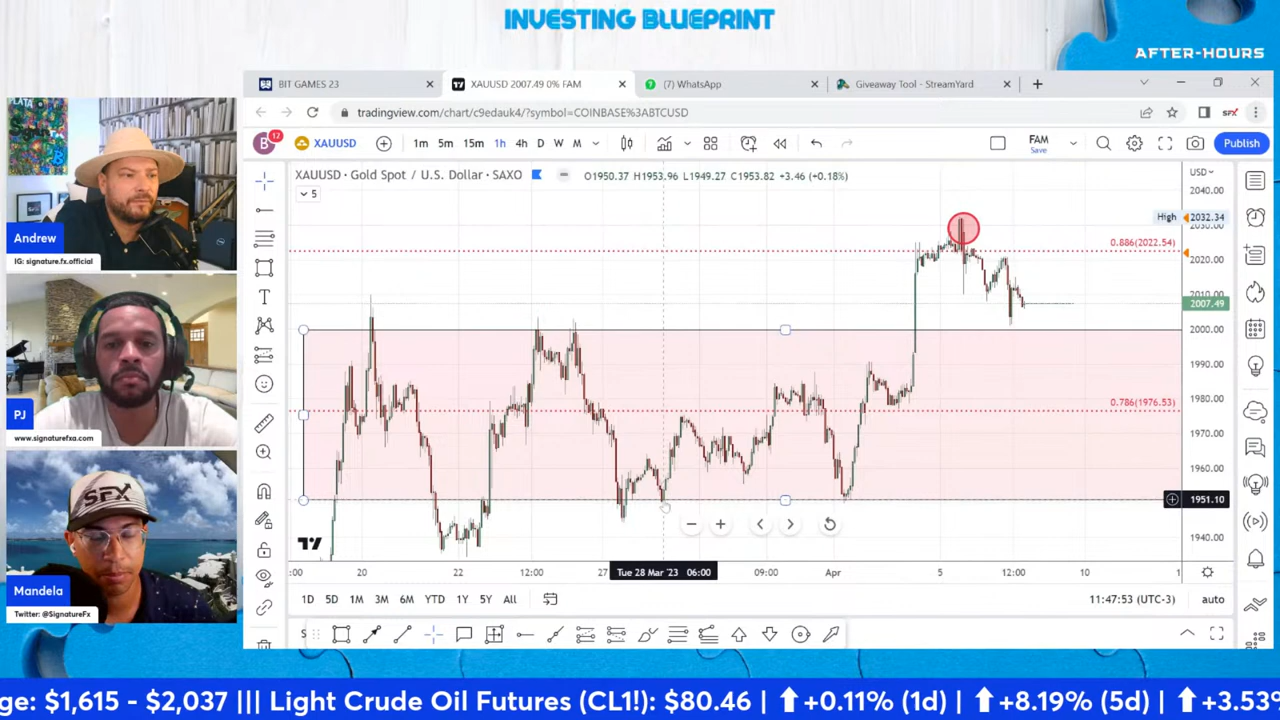 INVESTING BLUEPRINT
AFTER-HOURS
BIT GAMES 23
XAUUSD 2007.49 0% FAM
(7) WhatsApp
Giveaway Tool - StreamYard
tradingview.com/chart/c9edauk4/?symbol=COINBASE%3ABTCUSD
SFX
B 12
XAUUSD
1m 5m 15m 1h 4h D W M
FAM
Save
Publish
XAUUSD · Gold Spot / U.S. Dollar · SAXO
O1950.37 H1953.96 L1949.27 C1953.82 +3.46 (+0.18%)
5
USD
2040.00
High 2032.34
2030.00
0.886(2022.54)
2020.00
2010.00
2007.49
2000.00
1990.00
1980.00
0.786(1976.53)
1970.00
1960.00
1951.10
1940.00
:00 20 22 12:00 27 Tue 28 Mar '23 06:00 09:00 Apr 5 12:00 10 1
1D 5D 1M 3M 6M YTD 1Y 5Y All
11:47:53 (UTC-3)
auto
Andrew
IG: signature.fx.official
PJ
www.signaturefxa.com
SFX
Mandela
Twitter: @SignatureFx
ge: $1,615 - $2,037 ||| Light Crude Oil Futures (CL1!): $80.46 | ⬆+0.11% (1d) | ⬆+8.19% (5d) | ⬆+3.53%